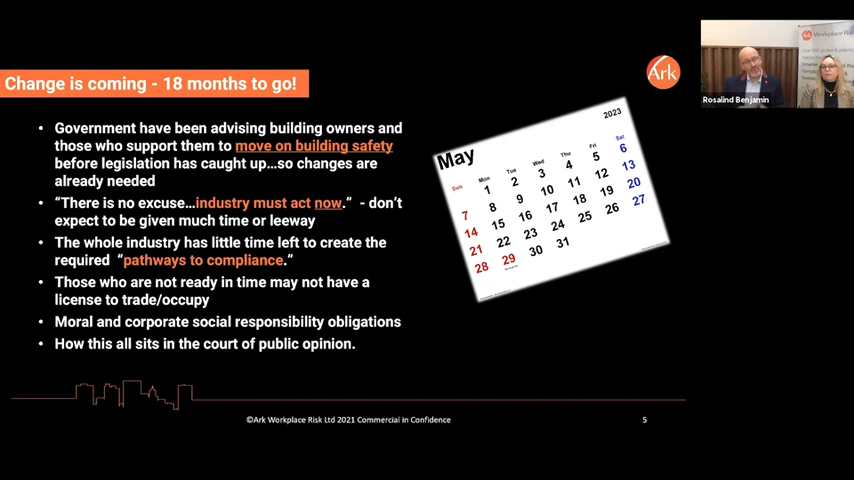 Change is coming - 18 months to go!
Ark
Ark Workplace Risk
Rosalind Benjamin
• Government have been advising building owners and
those who support them to move on building safety
before legislation has caught up…so changes are
already needed
• “There is no excuse…industry must act now.” - don’t
expect to be given much time or leeway
• The whole industry has little time left to create the
required “pathways to compliance.”
• Those who are not ready in time may not have a
license to trade/occupy
• Moral and corporate social responsibility obligations
• How this all sits in the court of public opinion.
2023
May
Sun Mon Tue Wed Thu Fri Sat
1 2 3 4 5 6
7 8 9 10 11 12 13
14 15 16 17 18 19 20
21 22 23 24 25 26 27
28 29 30 31
©Ark Workplace Risk Ltd 2021 Commercial in Confidence
5